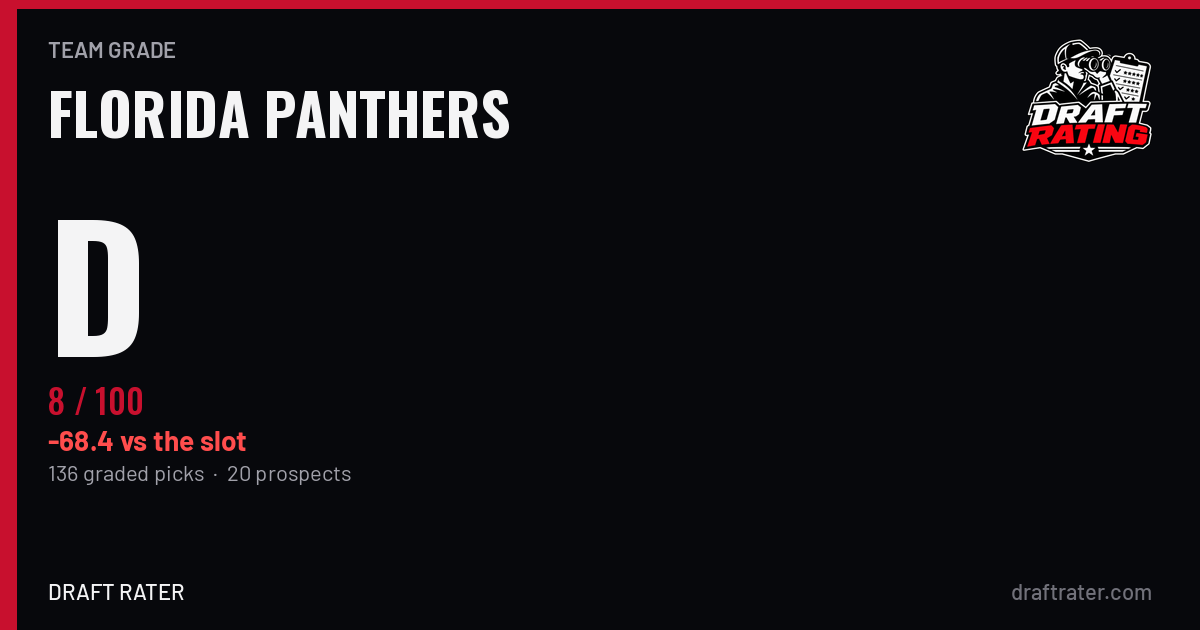 TEAM GRADE
FLORIDA PANTHERS
DRAFT
RATING
D
8 / 100
-68.4 vs the slot
136 graded picks · 20 prospects
DRAFT RATER
draftrater.com